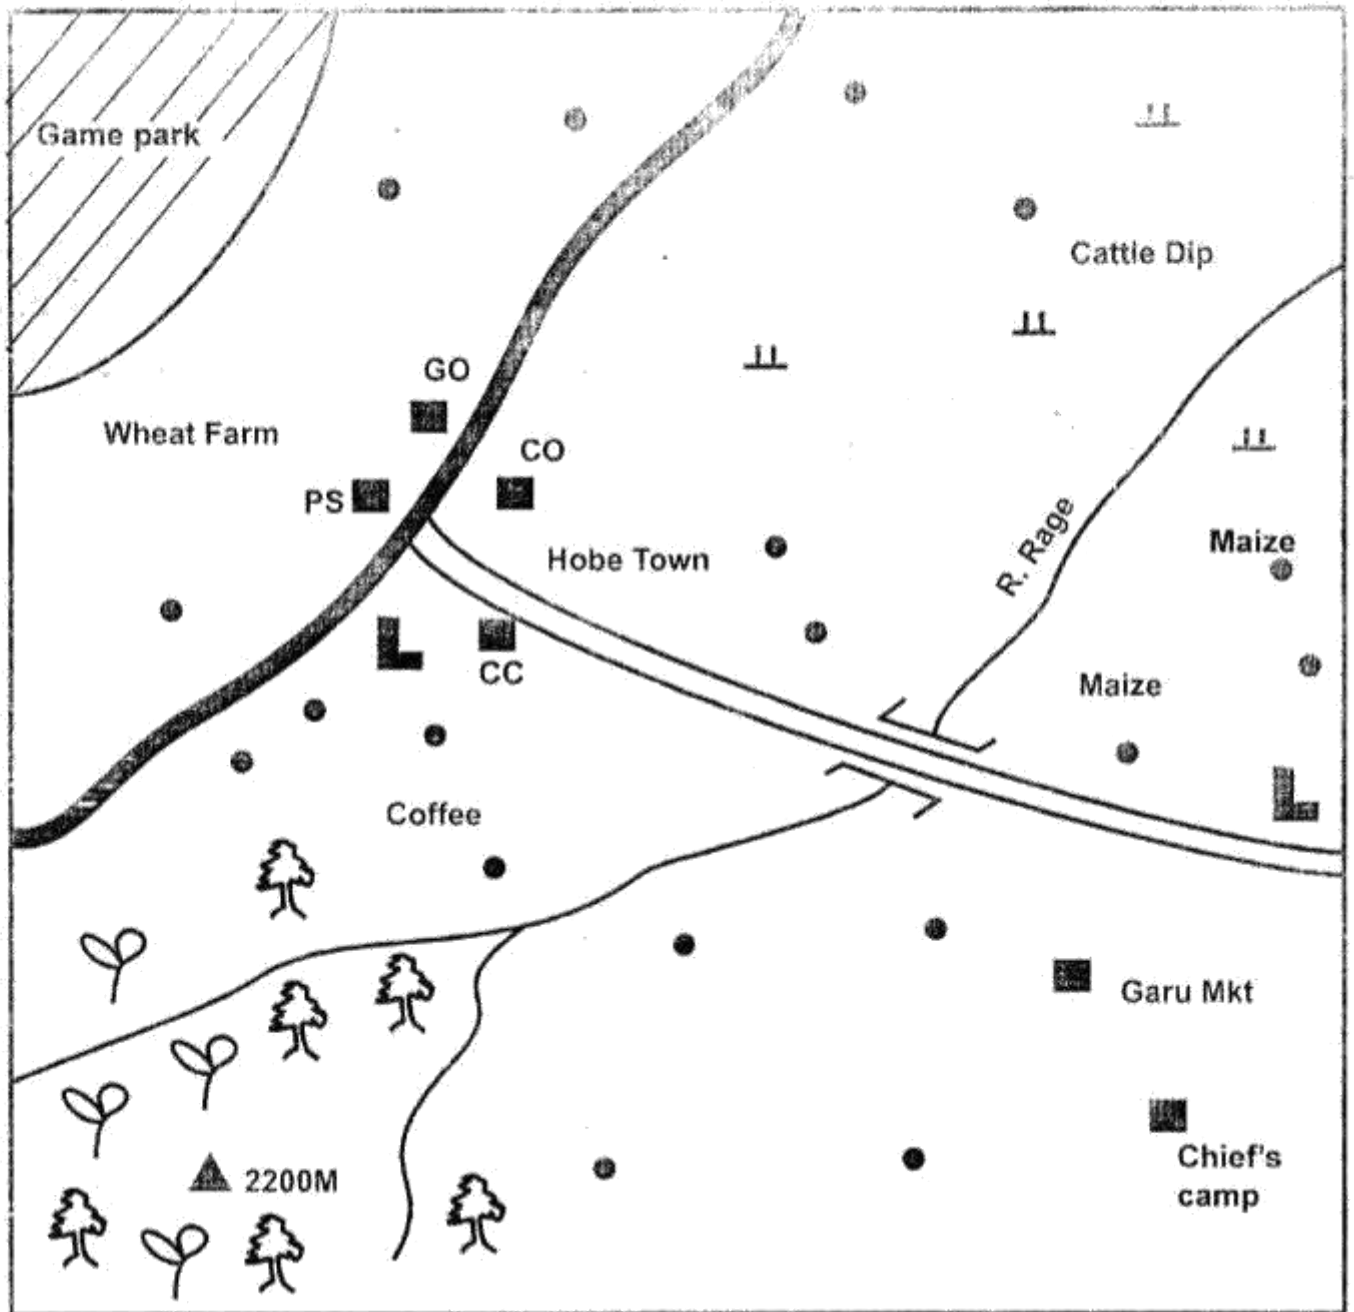 Game park
Cattle Dip
GO
Wheat Farm
CO
PS
Hobe Town
R. Rage
Maize
CC
Maize
Coffee
Garu Mkt
2200M
Chief's
camp